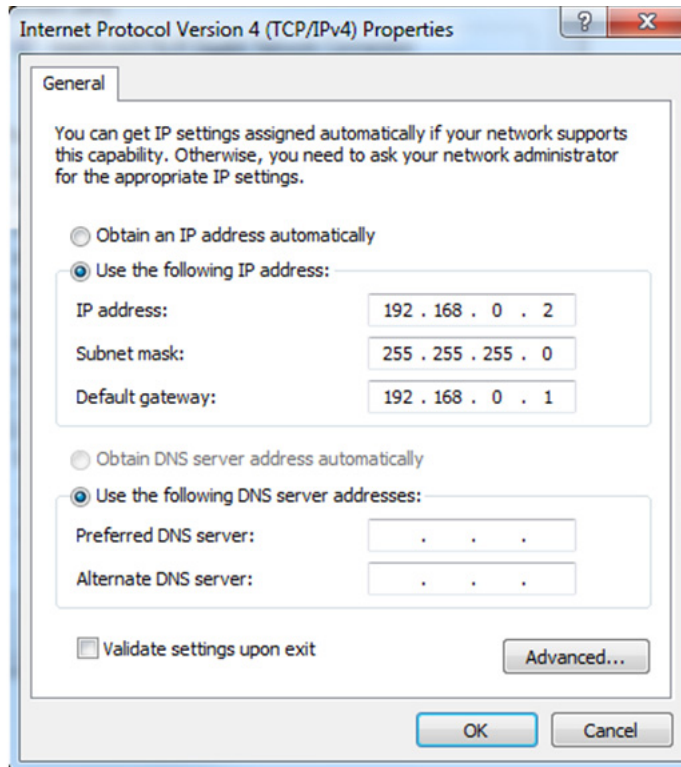 Internet Protocol Version 4 (TCP/IPv4) Properties
?
General
You can get IP settings assigned automatically if your network supports
this capability. Otherwise, you need to ask your network administrator
for the appropriate IP settings.
Obtain an IP address automatically
Use the following IP address:
IP address: 192 . 168 . 0 . 2
Subnet mask: 255 . 255 . 255 . 0
Default gateway: 192 . 168 . 0 . 1
Obtain DNS server address automatically
Use the following DNS server addresses:
Preferred DNS server: . . .
Alternate DNS server: . . .
Validate settings upon exit
Advanced...
OK Cancel